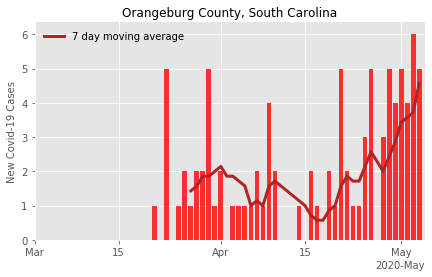 Orangeburg County, South Carolina
7 day moving average
New Covid-19 Cases
6
5
4
3
2
1
0
Mar 15 Apr 15 May
2020-May